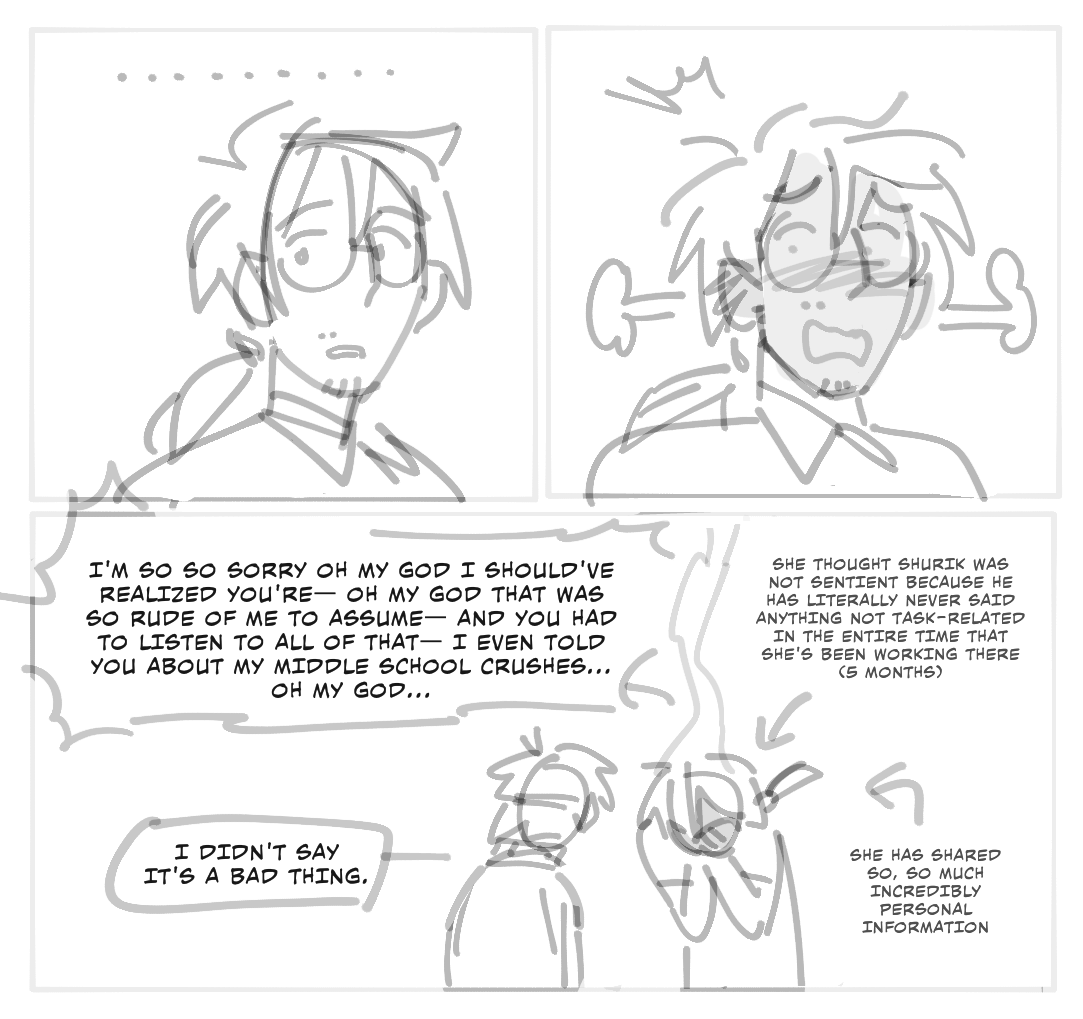 . . . . . . . . . .
I'M SO SO SORRY OH MY GOD I SHOULD'VE
REALIZED YOU'RE— OH MY GOD THAT WAS
SO RUDE OF ME TO ASSUME— AND YOU HAD
TO LISTEN TO ALL OF THAT— I EVEN TOLD
YOU ABOUT MY MIDDLE SCHOOL CRUSHES...
OH MY GOD...
SHE THOUGHT SHURIK WAS
NOT SENTIENT BECAUSE HE
HAS LITERALLY NEVER SAID
ANYTHING NOT TASK-RELATED
IN THE ENTIRE TIME THAT
SHE'S BEEN WORKING THERE
(5 MONTHS)
I DIDN'T SAY
IT'S A BAD THING.
SHE HAS SHARED
SO, SO MUCH
INCREDIBLY
PERSONAL
INFORMATION